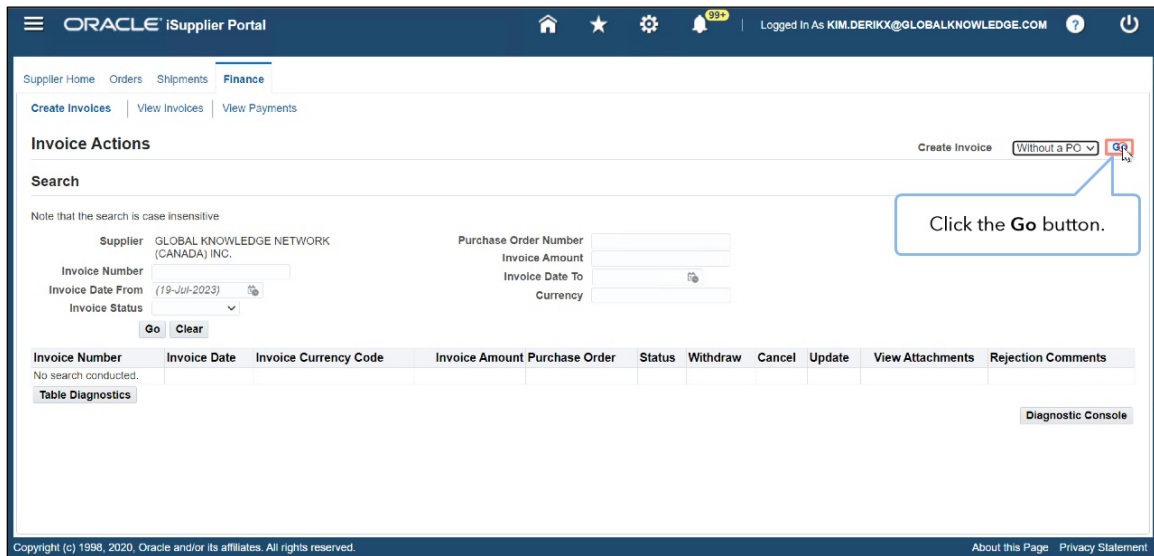 ORACLE iSupplier Portal
99+
Logged In As KIM.DERIKX@GLOBALKNOWLEDGE.COM
?
Supplier Home Orders Shipments Finance
Create Invoices View Invoices View Payments
Invoice Actions
Create Invoice Without a PO Go
Search
Click the Go button.
Note that the search is case insensitive
Supplier GLOBAL KNOWLEDGE NETWORK
(CANADA) INC.
Invoice Number
Invoice Date From (19-Jul-2023)
Invoice Status
Purchase Order Number
Invoice Amount
Invoice Date To
Currency
Go Clear
Invoice Number Invoice Date Invoice Currency Code Invoice Amount Purchase Order Status Withdraw Cancel Update View Attachments Rejection Comments
No search conducted.
Table Diagnostics
Diagnostic Console
Copyright (c) 1998, 2020, Oracle and/or its affiliates. All rights reserved.
About this Page Privacy Statement